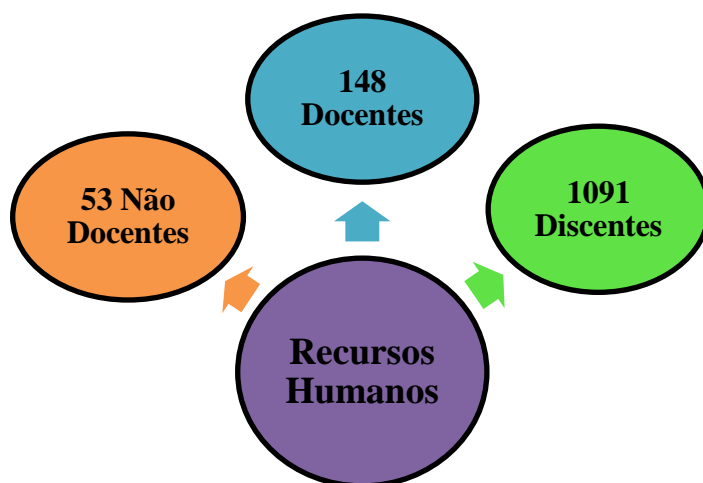 148
Docentes
53 Não
Docentes
1091
Discentes
Recursos
Humanos